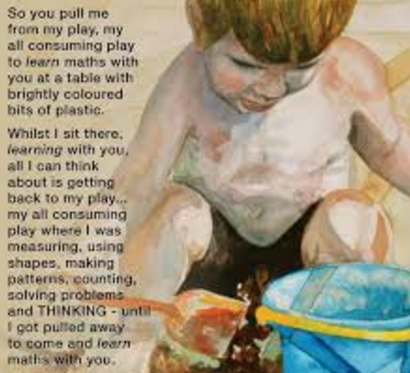 So you pull me
from my play, my
all consuming play
to learn maths with
you at a table with
brightly coloured
bits of plastic.
Whilst I sit there,
learning with you,
all I can think
about is getting
back to my play...
my all consuming
play where I was
measuring, using
shapes, making
patterns, counting,
solving problems
and THINKING - until
I got pulled away
to come and learn
maths with you.